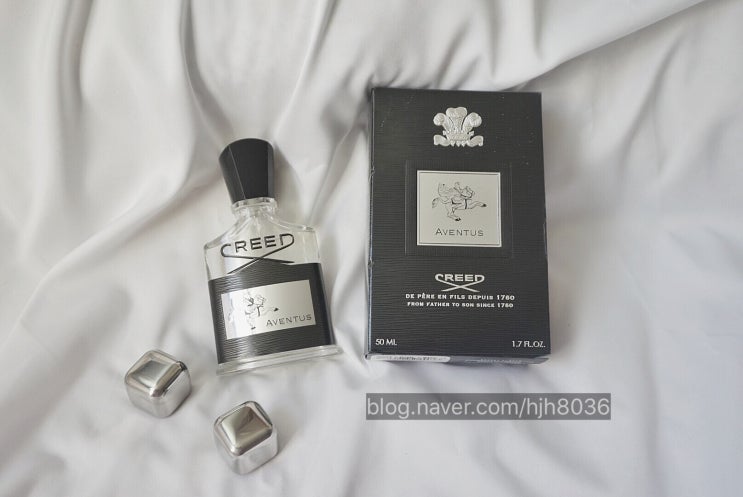 CREED
AVENTUS
AVENTUS
CREED
DE PÈRE EN FILS DEPUIS 1760
FROM FATHER TO SON SINCE 1760
50 ML 1.7 FL.OZ.
blog.naver.com/hjh8036